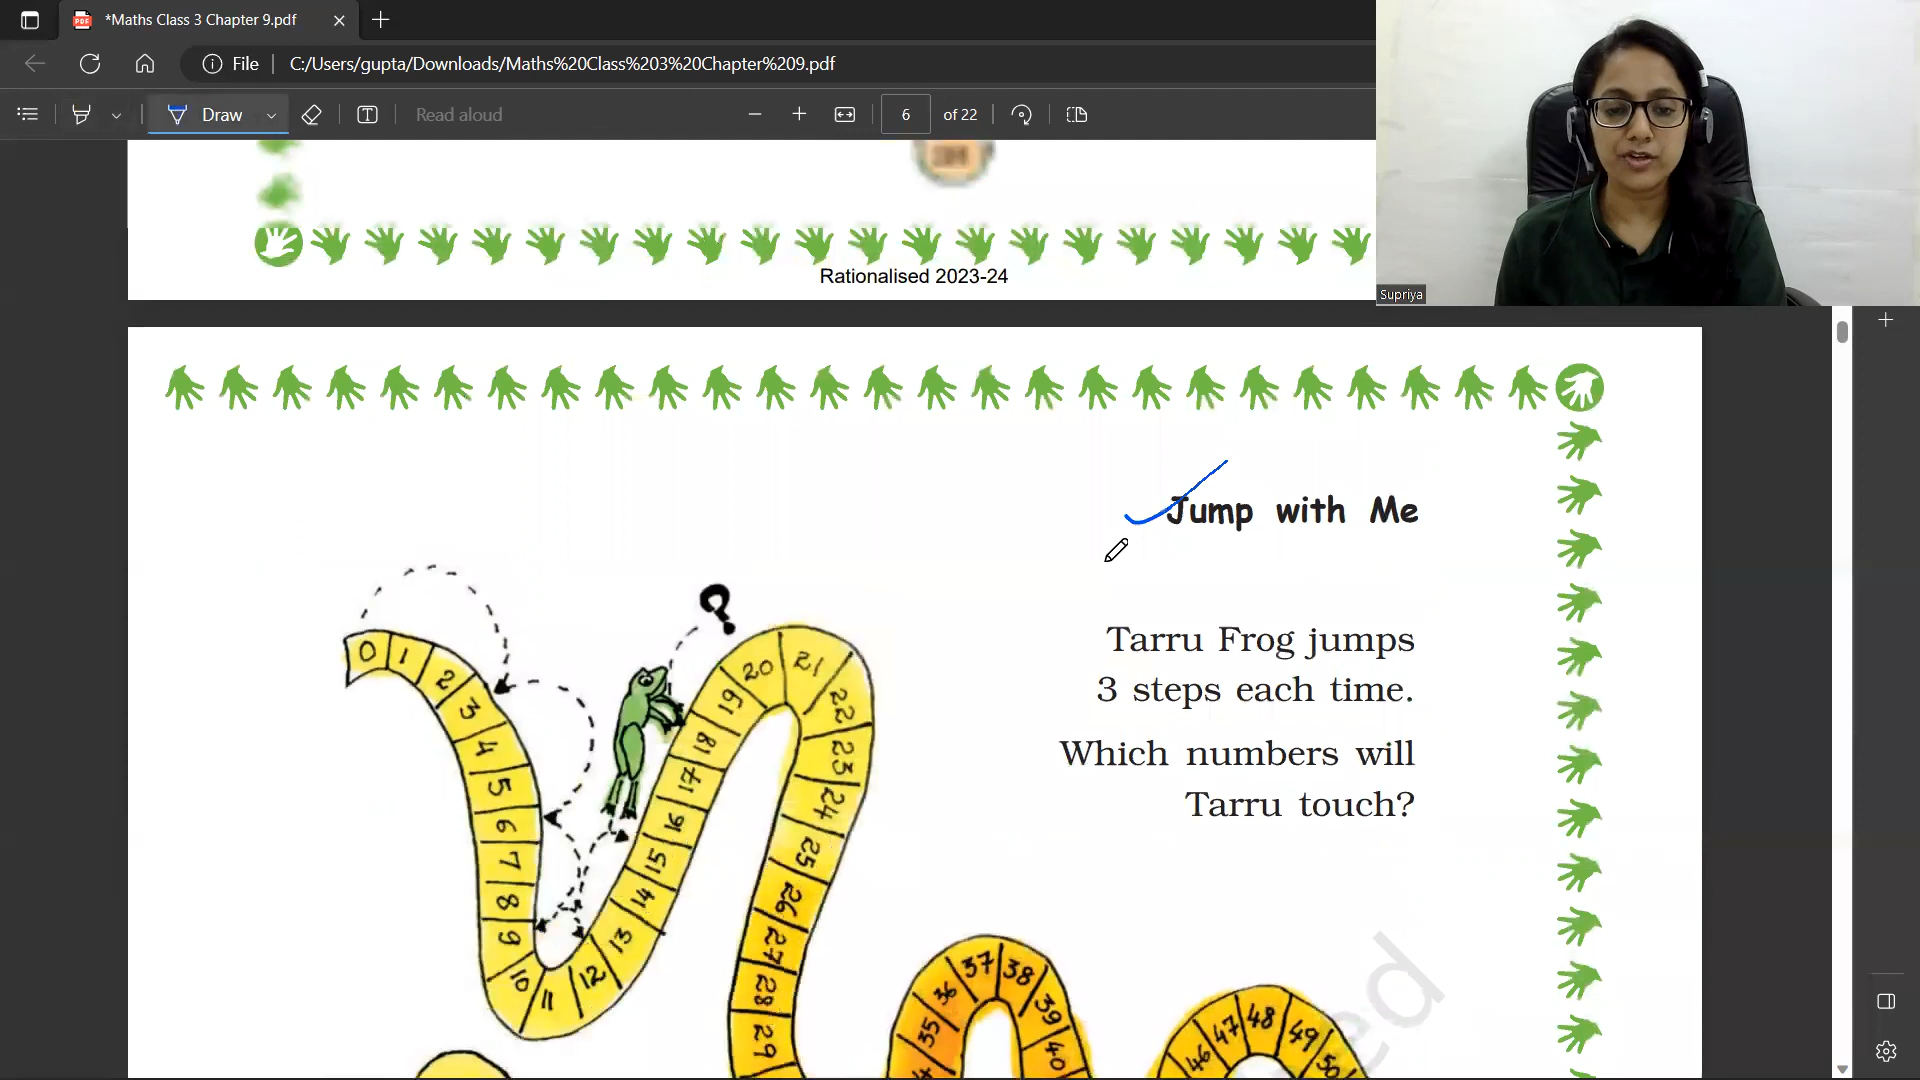 *Maths Class 3 Chapter 9.pdf
File
C:/Users/gupta/Downloads/Maths%20Class%203%20Chapter%209.pdf
Draw
Read aloud
6 of 22
Supriya
Rationalised 2023-24
Jump with Me
Tarru Frog jumps
3 steps each time.
Which numbers will
Tarru touch?
?
0 1 2 3 4 5 6 7 8 9 10 11 12 13 14 15 16 17 18 19 20 21 22 23 24 25 26 27 28 29
35 36 37 38 39 40
46 47 48 49 50